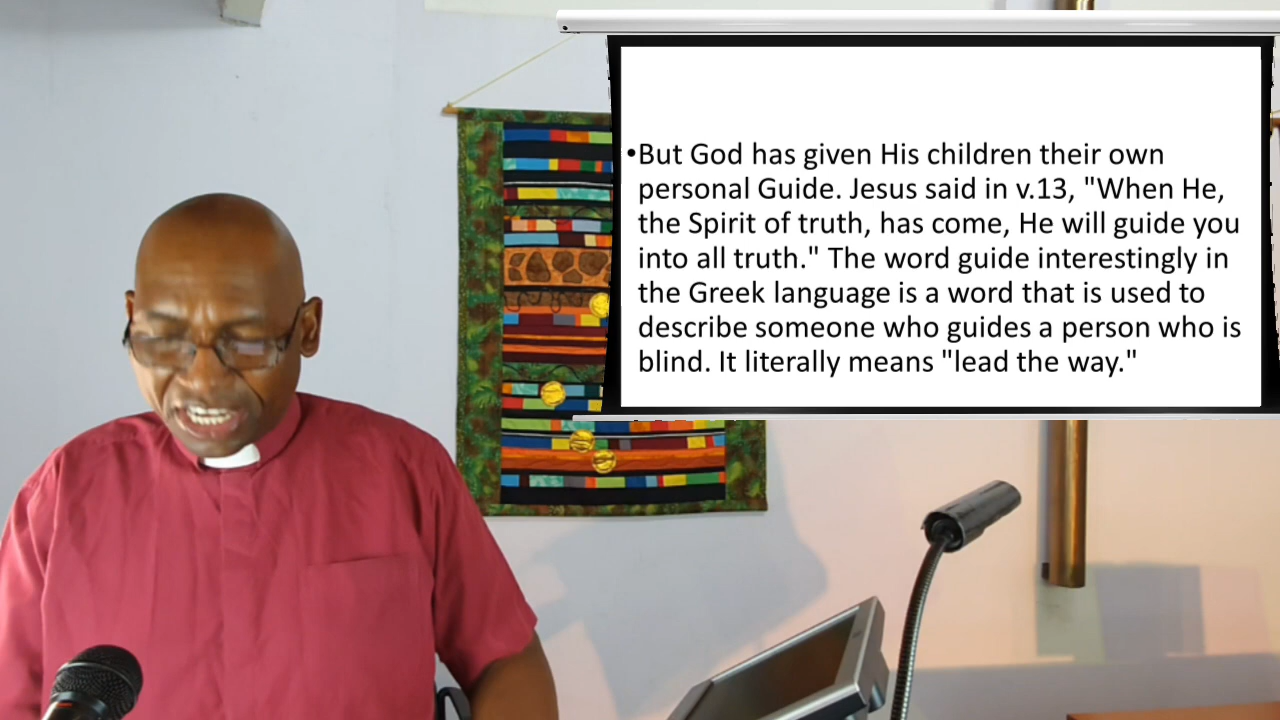 •But God has given His children their own
personal Guide. Jesus said in v.13, "When He,
the Spirit of truth, has come, He will guide you
into all truth." The word guide interestingly in
the Greek language is a word that is used to
describe someone who guides a person who is
blind. It literally means "lead the way."